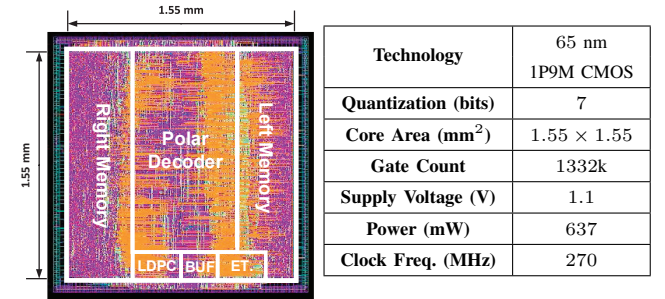 1.55 mm
1.55 mm
Right Memory
Polar
Decoder
Left Memory
LDPC
BUF
ET.
Technology
65 nm
1P9M CMOS
Quantization (bits)
7
Core Area (mm²)
1.55 × 1.55
Gate Count
1332k
Supply Voltage (V)
1.1
Power (mW)
637
Clock Freq. (MHz)
270